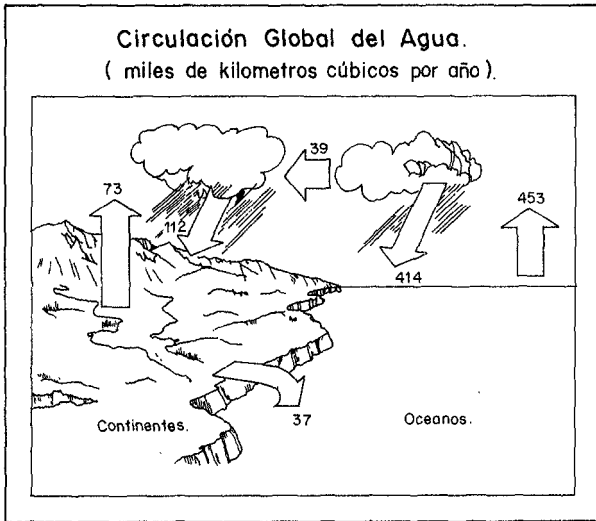 Circulación Global del Agua.
( miles de kilometros cúbicos por año ).
39
73
453
112
414
37
Continentes.
Oceanos.